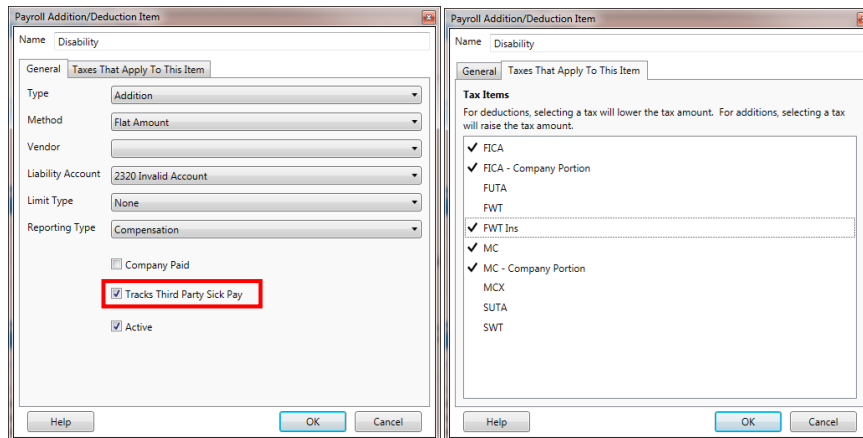 Payroll Addition/Deduction Item
Name Disability
General Taxes That Apply To This Item
Type Addition
Method Flat Amount
Vendor
Liability Account 2320 Invalid Account
Limit Type None
Reporting Type Compensation
Company Paid
Tracks Third Party Sick Pay
Active
Help OK Cancel
Payroll Addition/Deduction Item
Name Disability
General Taxes That Apply To This Item
Tax Items
For deductions, selecting a tax will lower the tax amount. For additions, selecting a tax
will raise the tax amount.
FICA
FICA - Company Portion
FUTA
FWT
FWT Ins
MC
MC - Company Portion
MCX
SUTA
SWT
Help OK Cancel